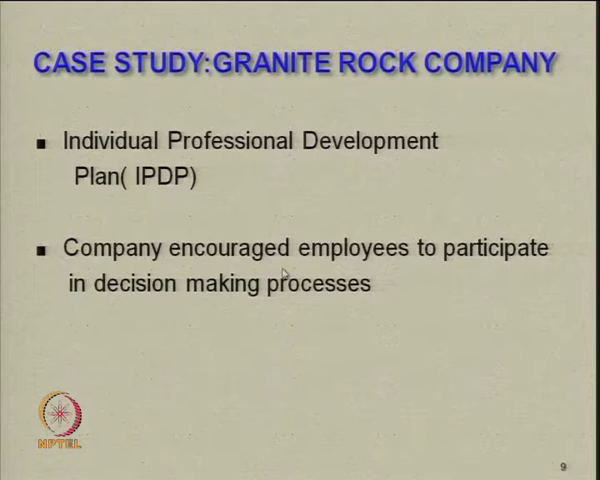 CASE STUDY:GRANITE ROCK COMPANY
Individual Professional Development
Plan( IPDP)
Company encouraged employees to participate
in decision making processes
NPTEL
9